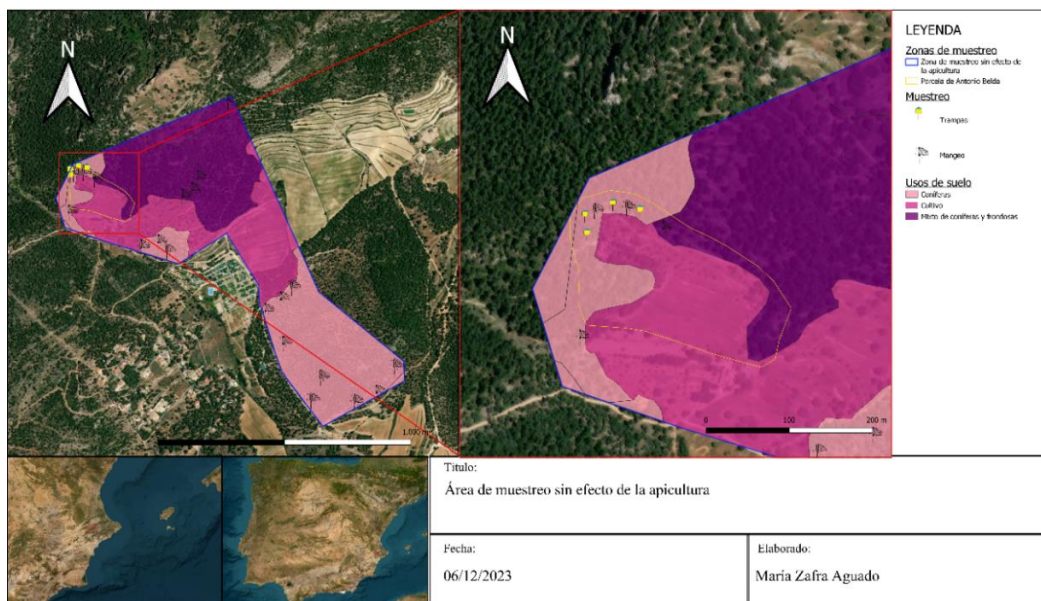 N
N
1.000 m
0 100 200 m
LEYENDA
Zonas de muestreo
Zona de muestreo sin efecto de
la apicultura
Parcela de Antonio Belda
Muestreo
Trampas
Mangeo
Usos de suelo
Coníferas
Cultivo
Mixto de coníferas y frondosas
Titulo:
Área de muestreo sin efecto de la apicultura
Fecha:
06/12/2023
Elaborado:
María Zafra Aguado